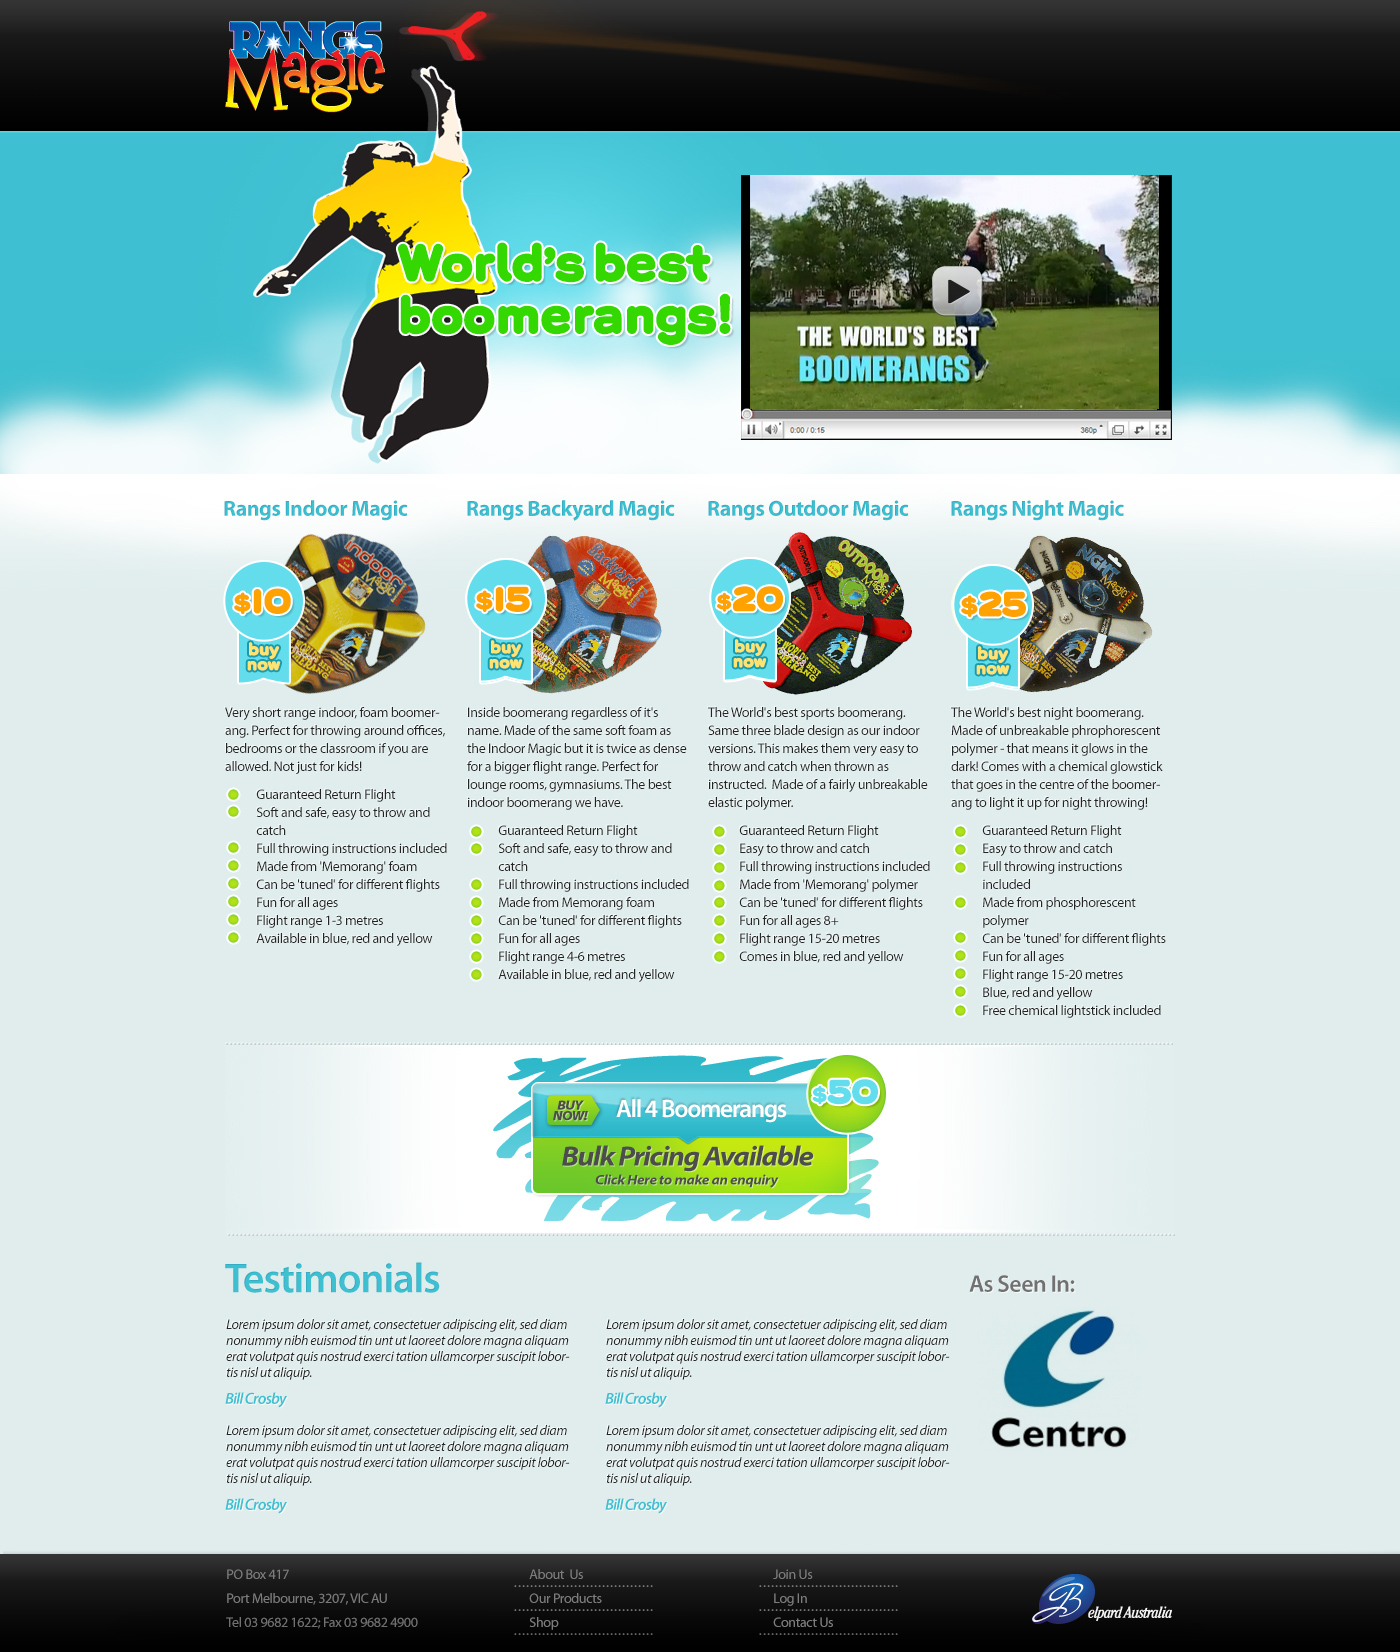 RANGS
TM
Magic
World's best
boomerangs!
THE WORLD'S BEST
BOOMERANGS
0:00 / 0:15
360p
Rangs Indoor Magic
Indoor
Magic
$10
buy
now
Very short range indoor, foam boomer-
ang. Perfect for throwing around offices,
bedrooms or the classroom if you are
allowed. Not just for kids!
Guaranteed Return Flight
Soft and safe, easy to throw and
catch
Full throwing instructions included
Made from 'Memorang' foam
Can be 'tuned' for different flights
Fun for all ages
Flight range 1-3 metres
Available in blue, red and yellow
Rangs Backyard Magic
Backyard
Magic
$15
buy
now
Inside boomerang regardless of it's
name. Made of the same soft foam as
the Indoor Magic but it is twice as dense
for a bigger flight range. Perfect for
lounge rooms, gymnasiums. The best
indoor boomerang we have.
Guaranteed Return Flight
Soft and safe, easy to throw and
catch
Full throwing instructions included
Made from Memorang foam
Can be 'tuned' for different flights
Fun for all ages
Flight range 4-6 metres
Available in blue, red and yellow
Rangs Outdoor Magic
OUTDOOR
Magic
$20
buy
now
The World's best sports boomerang.
Same three blade design as our indoor
versions. This makes them very easy to
throw and catch when thrown as
instructed.  Made of a fairly unbreakable
elastic polymer.
Guaranteed Return Flight
Easy to throw and catch
Full throwing instructions included
Made from 'Memorang' polymer
Can be 'tuned' for different flights
Fun for all ages 8+
Flight range 15-20 metres
Comes in blue, red and yellow
Rangs Night Magic
NIGHT
Magic
$25
buy
now
The World's best night boomerang.
Made of unbreakable phrophorescent
polymer - that means it glows in the
dark! Comes with a chemical glowstick
that goes in the centre of the boomer-
ang to light it up for night throwing!
Guaranteed Return Flight
Easy to throw and catch
Full throwing instructions
included
Made from phosphorescent
polymer
Can be 'tuned' for different flights
Fun for all ages
Flight range 15-20 metres
Blue, red and yellow
Free chemical lightstick included
BUY
NOW!
All 4 Boomerangs
$50
Bulk Pricing Available
Click Here to make an enquiry
Testimonials
Lorem ipsum dolor sit amet, consectetuer adipiscing elit, sed diam
nonummy nibh euismod tin unt ut laoreet dolore magna aliquam
erat volutpat quis nostrud exerci tation ullamcorper suscipit lobor-
tis nisl ut aliquip.
Bill Crosby
Lorem ipsum dolor sit amet, consectetuer adipiscing elit, sed diam
nonummy nibh euismod tin unt ut laoreet dolore magna aliquam
erat volutpat quis nostrud exerci tation ullamcorper suscipit lobor-
tis nisl ut aliquip.
Bill Crosby
Lorem ipsum dolor sit amet, consectetuer adipiscing elit, sed diam
nonummy nibh euismod tin unt ut laoreet dolore magna aliquam
erat volutpat quis nostrud exerci tation ullamcorper suscipit lobor-
tis nisl ut aliquip.
Bill Crosby
Lorem ipsum dolor sit amet, consectetuer adipiscing elit, sed diam
nonummy nibh euismod tin unt ut laoreet dolore magna aliquam
erat volutpat quis nostrud exerci tation ullamcorper suscipit lobor-
tis nisl ut aliquip.
Bill Crosby
As Seen In:
Centro
PO Box 417
Port Melbourne, 3207, VIC AU
Tel 03 9682 1622; Fax 03 9682 4900
About  Us
Our Products
Shop
Join Us
Log In
Contact Us
Belpard Australia